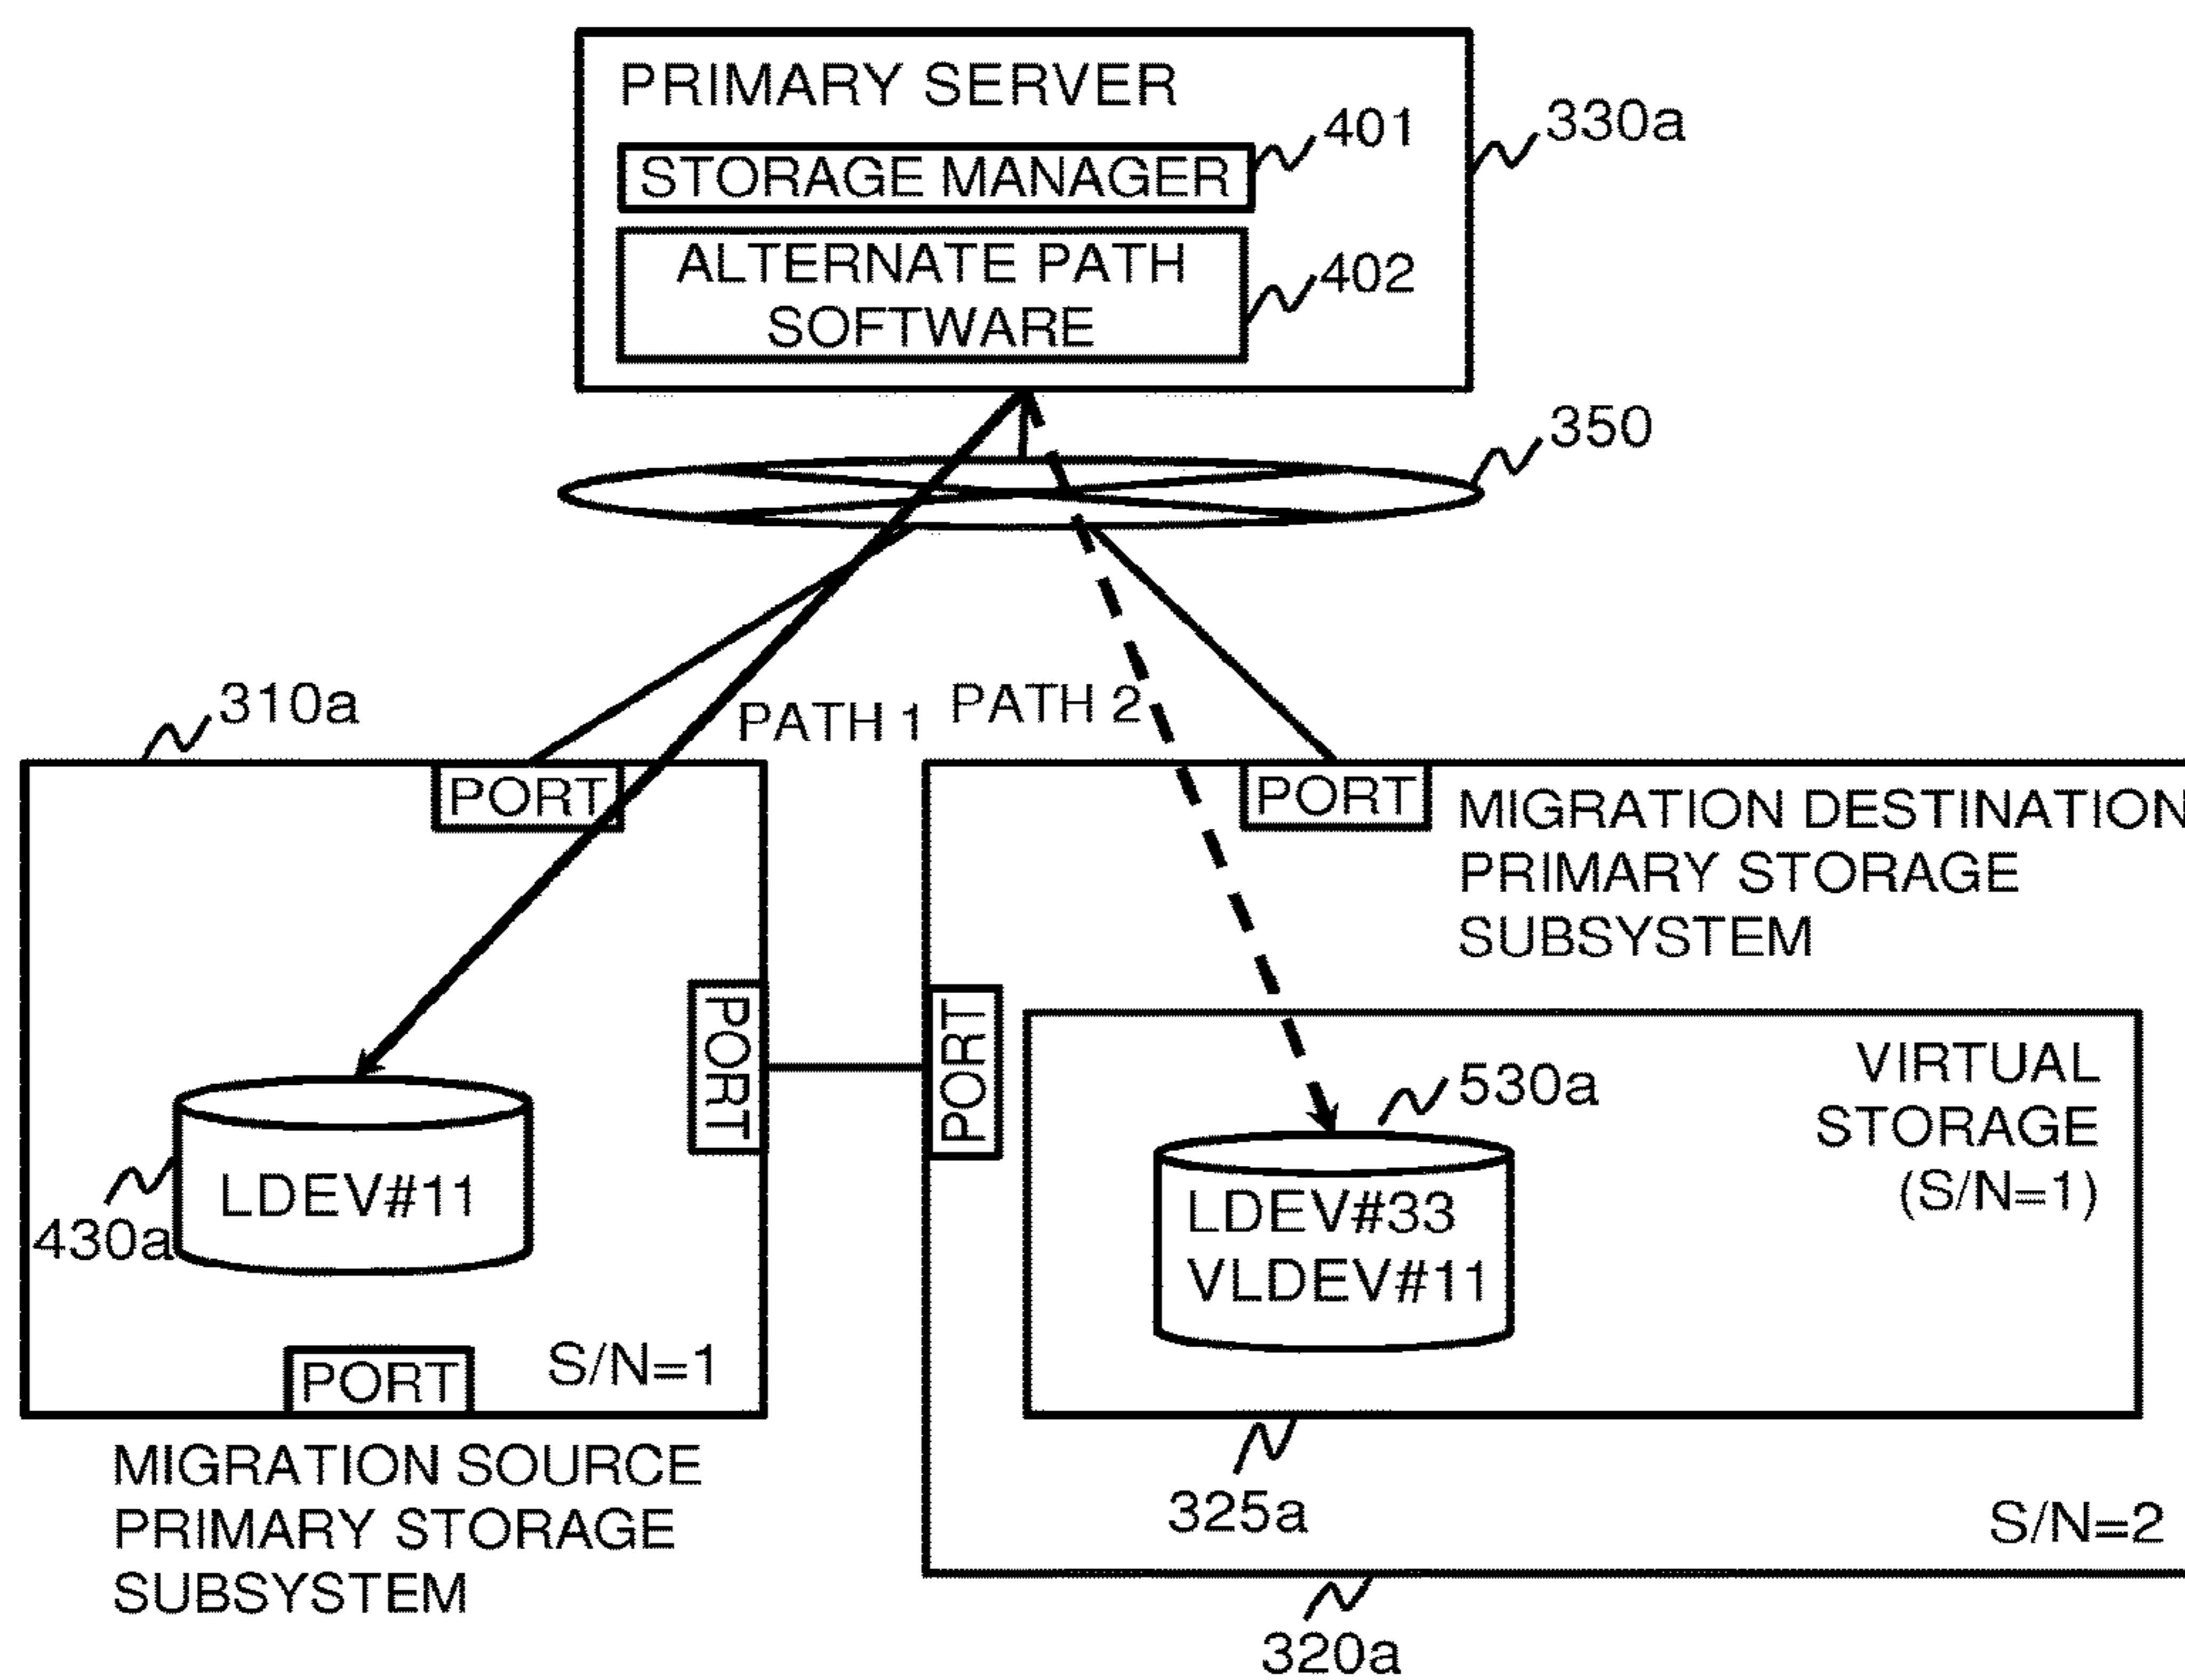 PRIMARY SERVER
STORAGE MANAGER
401
330a
ALTERNATE PATH
SOFTWARE
402
350
310a
PATH 1
PATH 2
PORT
PORT
MIGRATION DESTINATION
PRIMARY STORAGE
SUBSYSTEM
PORT
PORT
VIRTUAL
STORAGE
(S/N=1)
530a
LDEV#11
430a
LDEV#33
VLDEV#11
PORT
S/N=1
MIGRATION SOURCE
PRIMARY STORAGE
SUBSYSTEM
325a
S/N=2
320a